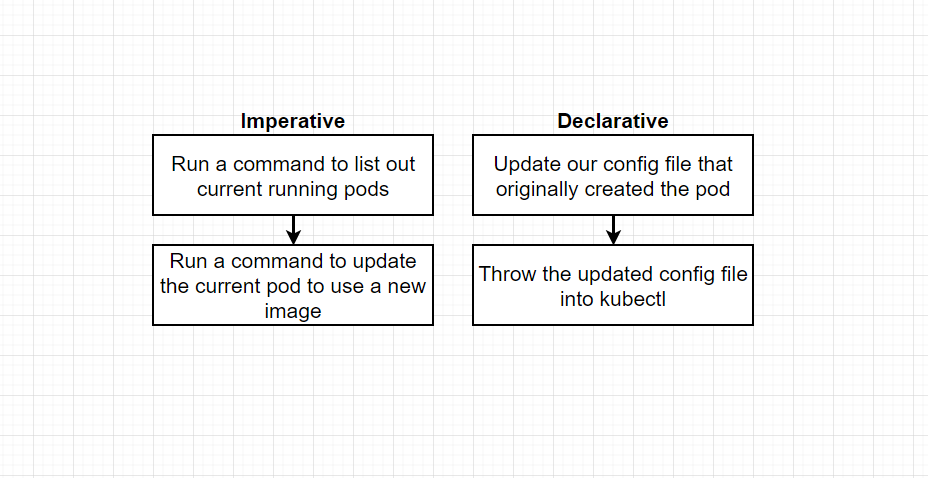 Imperative
Run a command to list out
current running pods
Run a command to update
the current pod to use a new
image
Declarative
Update our config file that
originally created the pod
Throw the updated config file
into kubectl